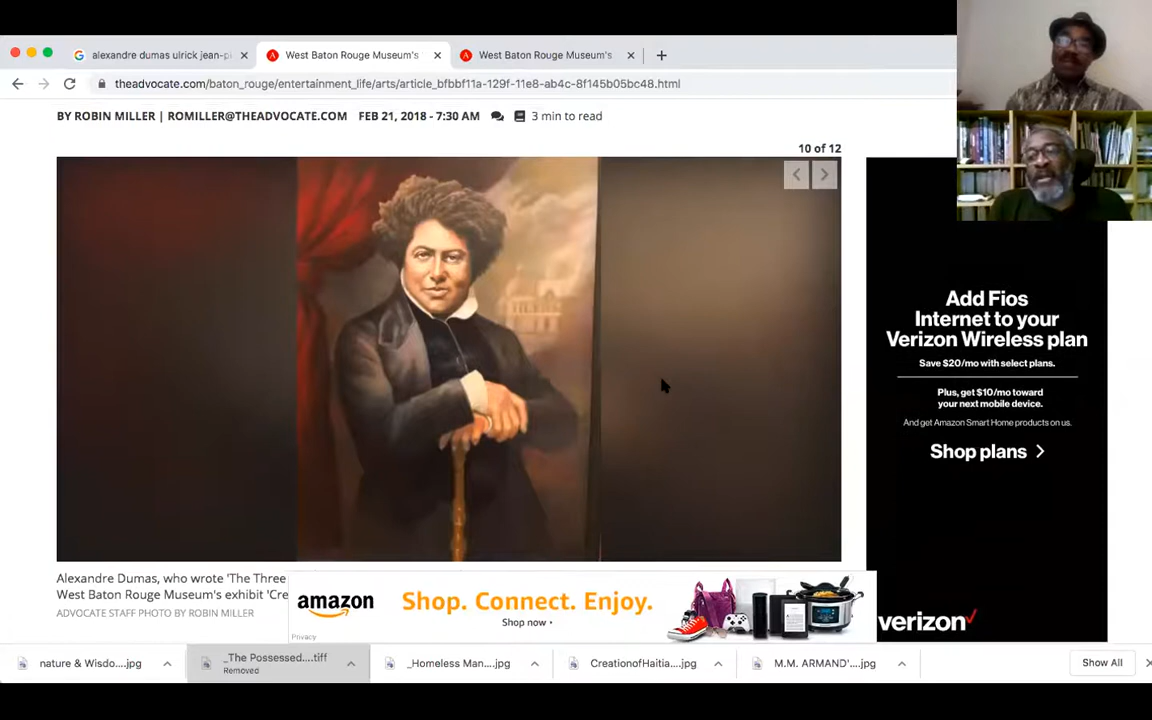 alexandre dumas ulrick jean-pi
West Baton Rouge Museum's
West Baton Rouge Museum's
theadvocate.com/baton_rouge/entertainment_life/arts/article_bfbbf11a-129f-11e8-ab4c-8f145b05bc48.html
BY ROBIN MILLER | ROMILLER@THEADVOCATE.COM FEB 21, 2018 - 7:30 AM 3 min to read
10 of 12
Add Fios
Internet to your
Verizon Wireless plan
Save $20/mo with select plans.
Plus, get $10/mo toward
your next mobile device.
And get Amazon Smart Home products on us.
Shop plans
verizon
Alexandre Dumas, who wrote 'The Three
West Baton Rouge Museum's exhibit 'Cre
ADVOCATE STAFF PHOTO BY ROBIN MILLER
amazon
Shop. Connect. Enjoy.
Shop now
Privacy
nature & Wisdo....jpg
_The Possessed....tiff
Removed
_Homeless Man....jpg
CreationofHaitia....jpg
M.M. ARMAND'....jpg
Show All